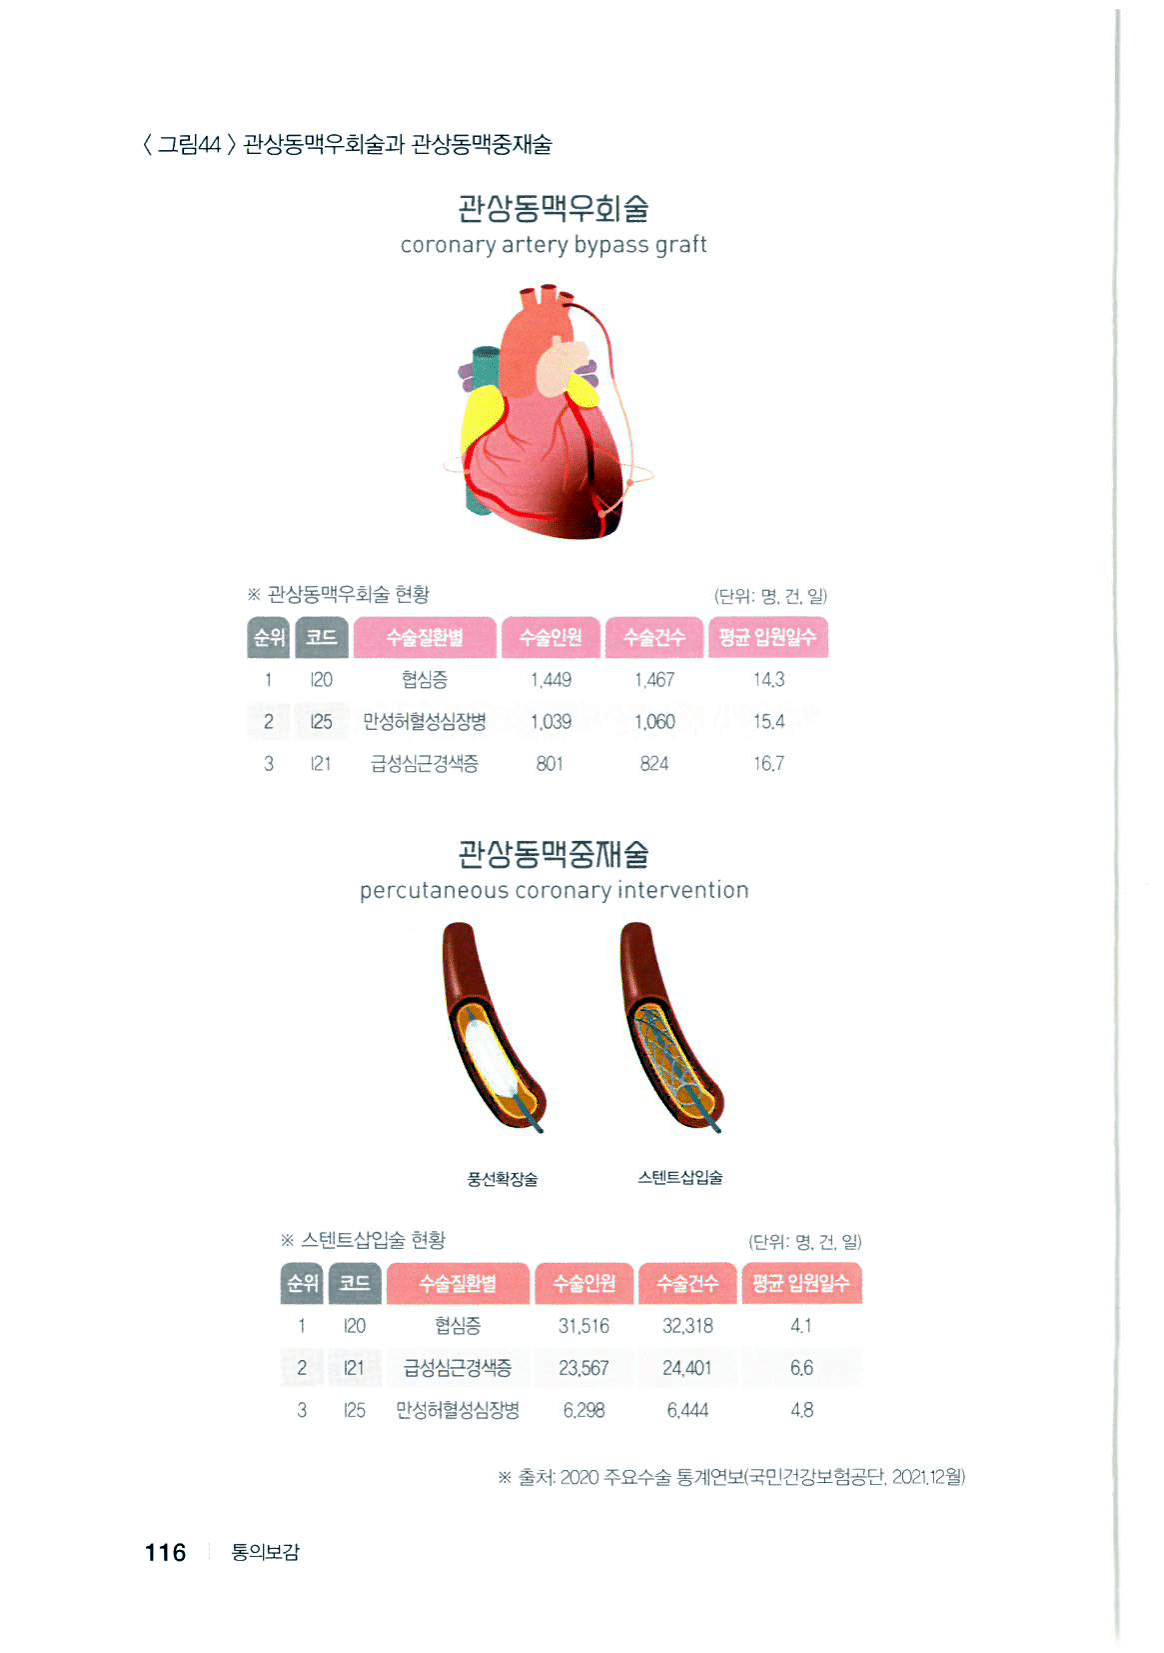 〈 그림44 〉 관상동맥우회술과 관상동맥중재술
관상동맥우회술
coronary artery bypass graft
※ 관상동맥우회술 현황 (단위: 명, 건, 일)
순위 코드 수술질환별 수술인원 수술건수 평균 입원일수
1 I20 협심증 1,449 1,467 14.3
2 I25 만성허혈성심장병 1,039 1,060 15.4
3 I21 급성심근경색증 801 824 16.7
관상동맥중재술
percutaneous coronary intervention
풍선확장술 스텐트삽입술
※ 스텐트삽입술 현황 (단위: 명, 건, 일)
순위 코드 수술질환별 수술인원 수술건수 평균 입원일수
1 I20 협심증 31,516 32,318 4.1
2 I21 급성심근경색증 23,567 24,401 6.6
3 I25 만성허혈성심장병 6,298 6,444 4.8
※ 출처: 2020 주요수술 통계연보(국민건강보험공단, 2021.12월)
116 통의보감